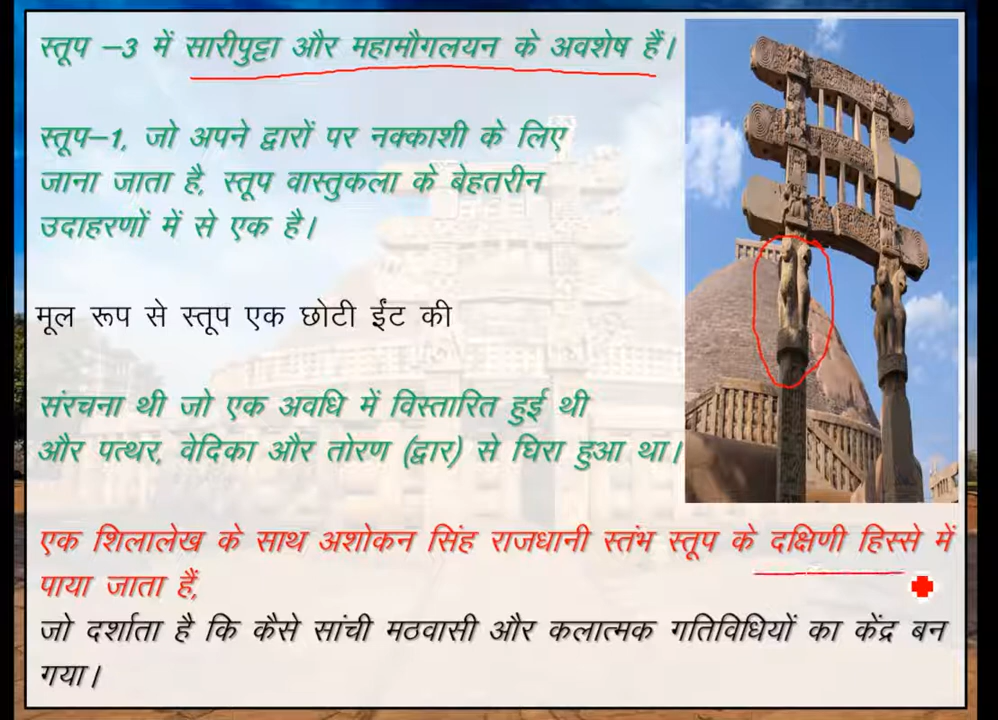 स्तूप –3 में सारीपुट्टा और महामौगलयन के अवशेष हैं।
स्तूप–1, जो अपने द्वारों पर नक्काशी के लिए
जाना जाता है, स्तूप वास्तुकला के बेहतरीन
उदाहरणों में से एक है।
मूल रूप से स्तूप एक छोटी ईंट की
संरचना थी जो एक अवधि में विस्तारित हुई थी
और पत्थर, वेदिका और तोरण (द्वार) से घिरा हुआ था।
एक शिलालेख के साथ अशोकन सिंह राजधानी स्तंभ स्तूप के दक्षिणी हिस्से में
पाया जाता हैं,
जो दर्शाता है कि कैसे सांची मठवासी और कलात्मक गतिविधियों का केंद्र बन
गया।